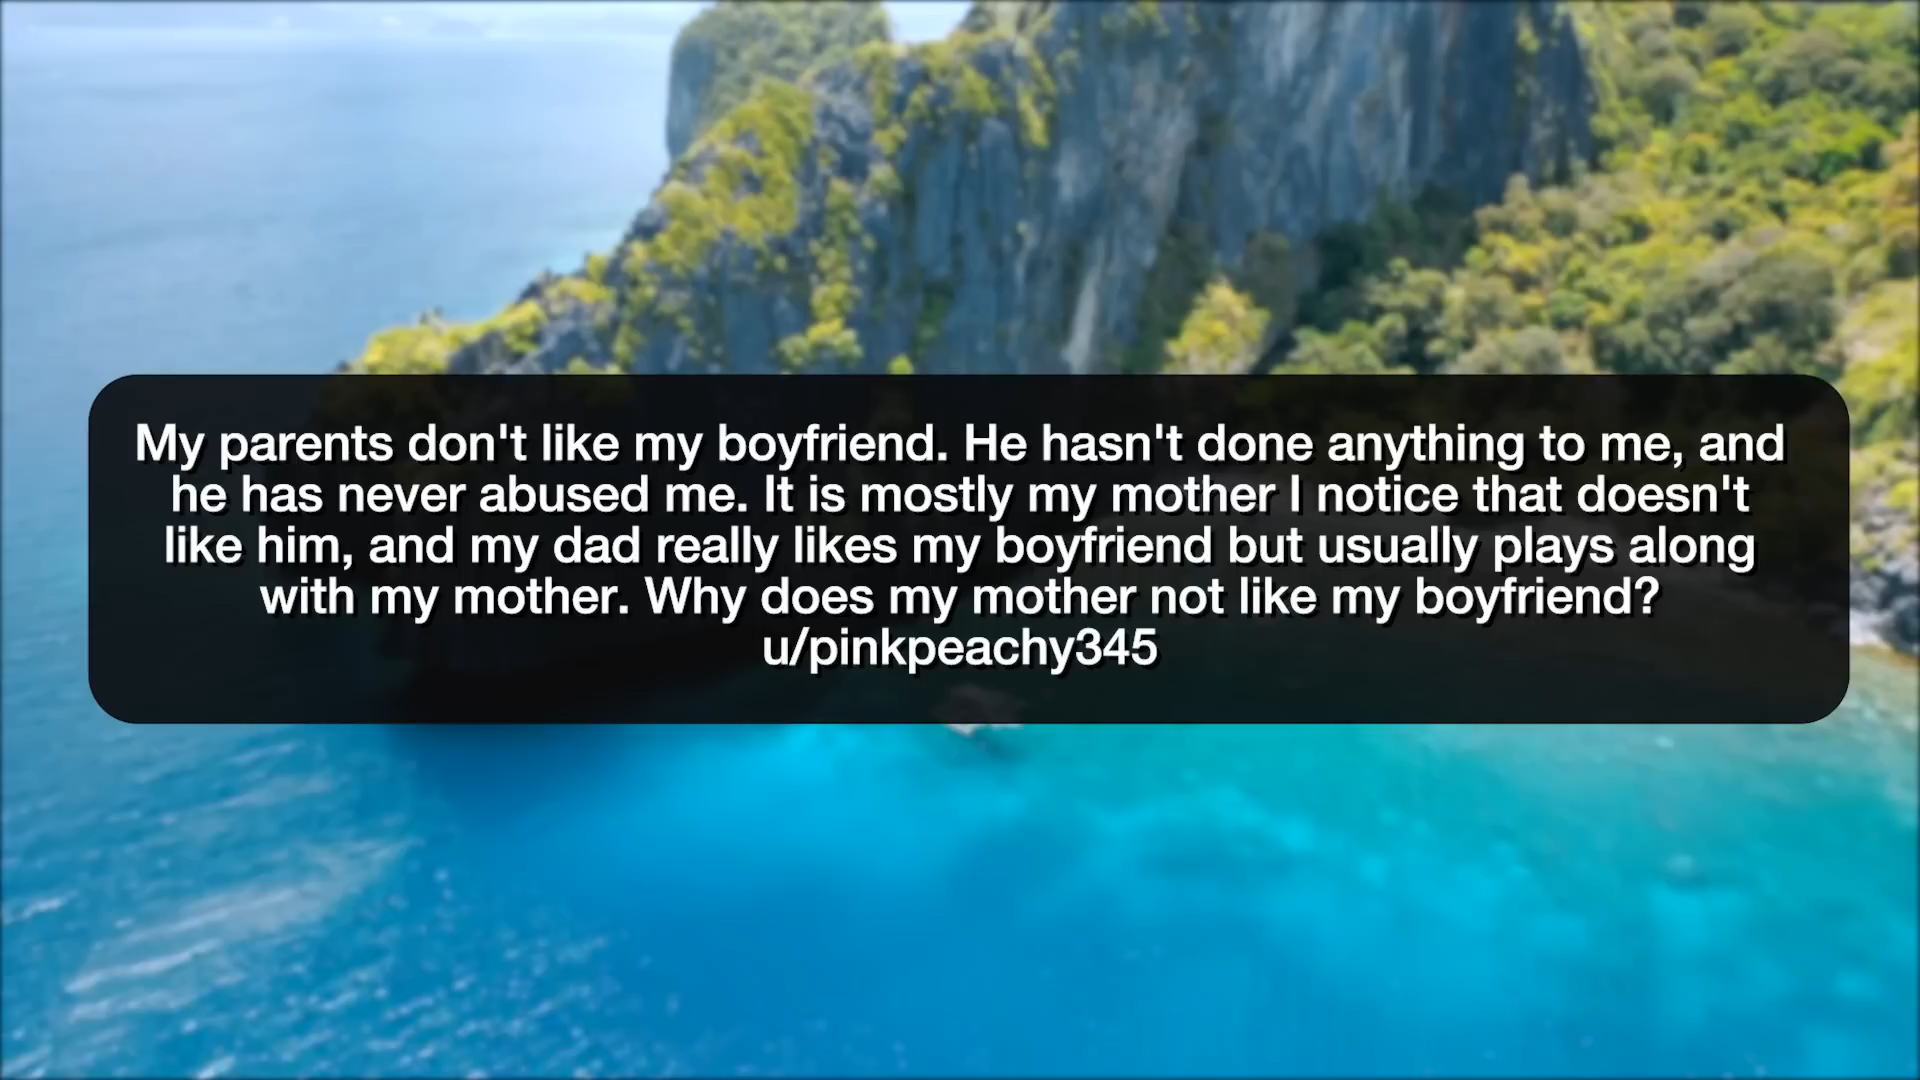 My parents don't like my boyfriend. He hasn't done anything to me, and
he has never abused me. It is mostly my mother I notice that doesn't
like him, and my dad really likes my boyfriend but usually plays along
with my mother. Why does my mother not like my boyfriend?
u/pinkpeachy345